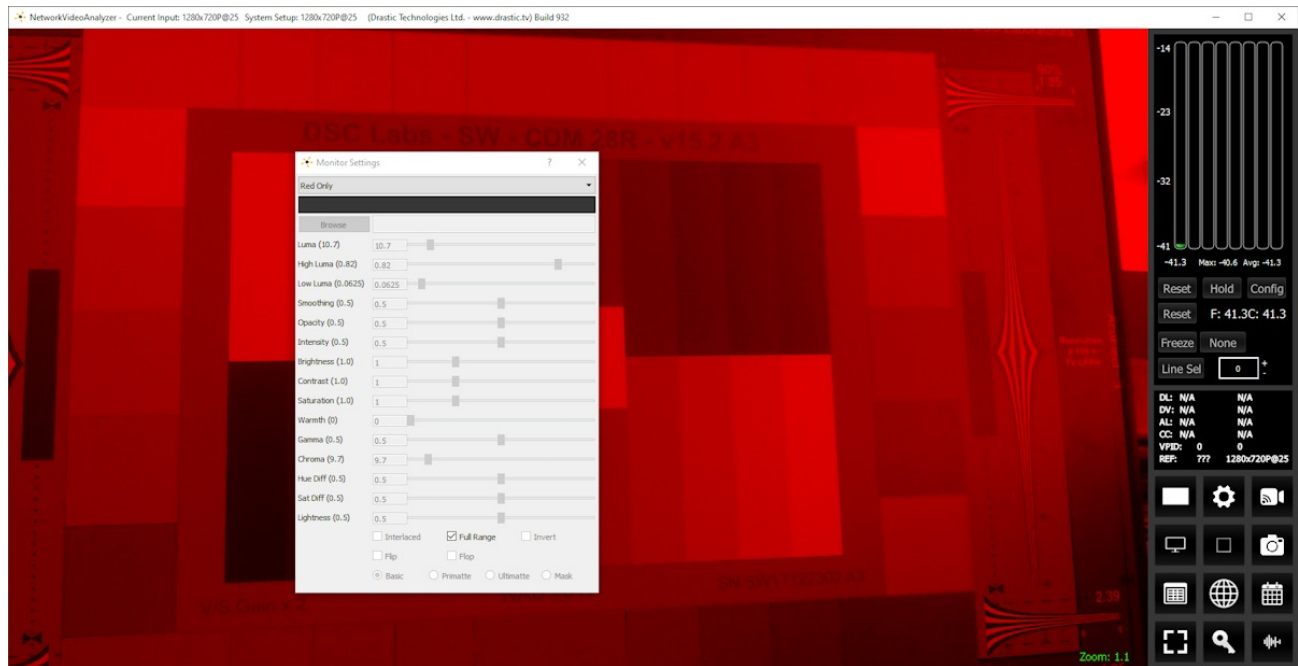 NetworkVideoAnalyzer - Current Input: 1280x720P@25 System Setup: 1280x720P@25 (Drastic Technologies Ltd. - www.drastic.tv) Build 932
DSC Labs - SW - CDM 28R - v15.2 A3
90%
Monitor Settings
?
Red Only
Browse
Luma (10.7) 10.7
High Luma (0.82) 0.82
Low Luma (0.0625) 0.0625
Smoothing (0.5) 0.5
Opacity (0.5) 0.5
Intensity (0.5) 0.5
Brightness (1.0) 1
Contrast (1.0) 1
Saturation (1.0) 1
Warmth (0) 0
Gamma (0.5) 0.5
Chroma (9.7) 9.7
Hue Diff (0.5) 0.5
Sat Diff (0.5) 0.5
Lightness (0.5) 0.5
Interlaced Full Range Invert
Flip Flop
Basic Primatte Ultimatte Mask
V/S Gain x 2
2.39
Zoom: 1.1
-14
-23
-32
-41
-41.3 Max: -40.6 Avg: -41.3
Reset Hold Config
Reset F: 41.3C: 41.3
Freeze None
Line Sel 0 + -
DL: N/A N/A
DV: N/A N/A
AL: N/A N/A
CC: N/A N/A
VPID: 0 0
REF: ??? 1280x720P@25